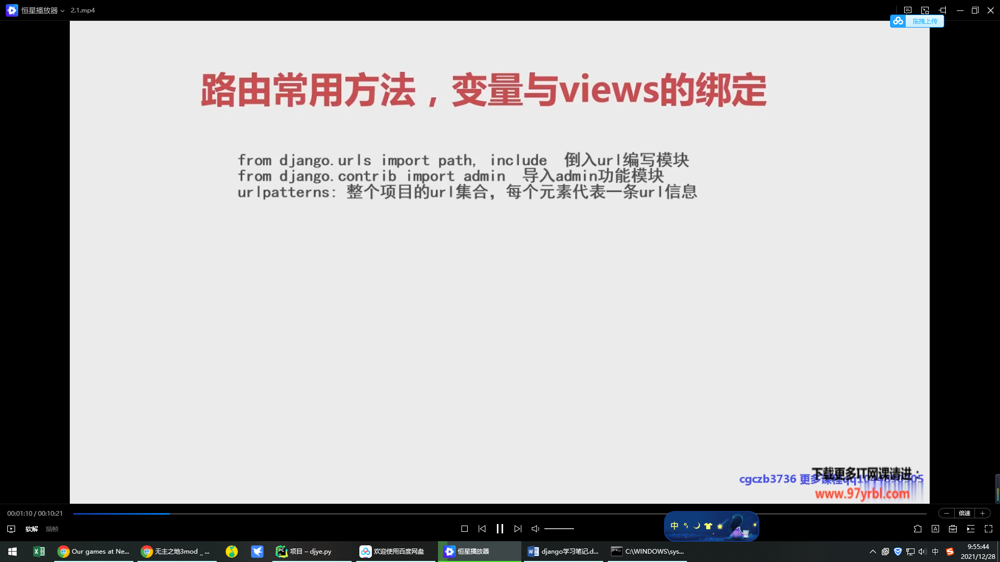 恒星播放器 2.1.mp4
拖拽上传
路由常用方法，变量与views的绑定
from django.urls import path, include 倒入url编写模块
from django.contrib import admin 导入admin功能模块
urlpatterns: 整个项目的url集合，每个元素代表一条url信息
下载更多IT网课请进：
cgczb3736 更多课程
www.97yrbl.com
00:01:10 / 00:10:21
倍速
软解 插帧
中
Our games at Ne...
无主之地3mod _ ...
项目 – djye.py
欢迎使用百度网盘
恒星播放器
django学习笔记.d...
C:\WINDOWS\sys...
中
9:55:44
2021/12/28